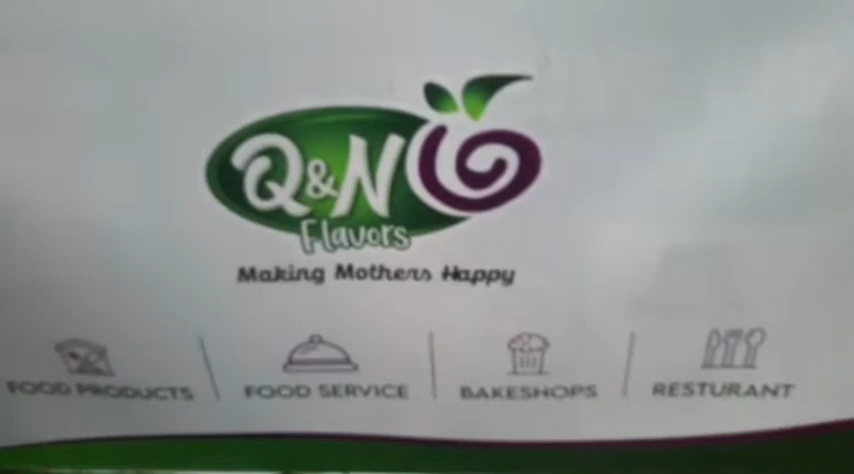 Q&N
Flavors
Making Mothers Happy
FOOD PRODUCTS
FOOD SERVICE
BAKESHOPS
RESTURANT